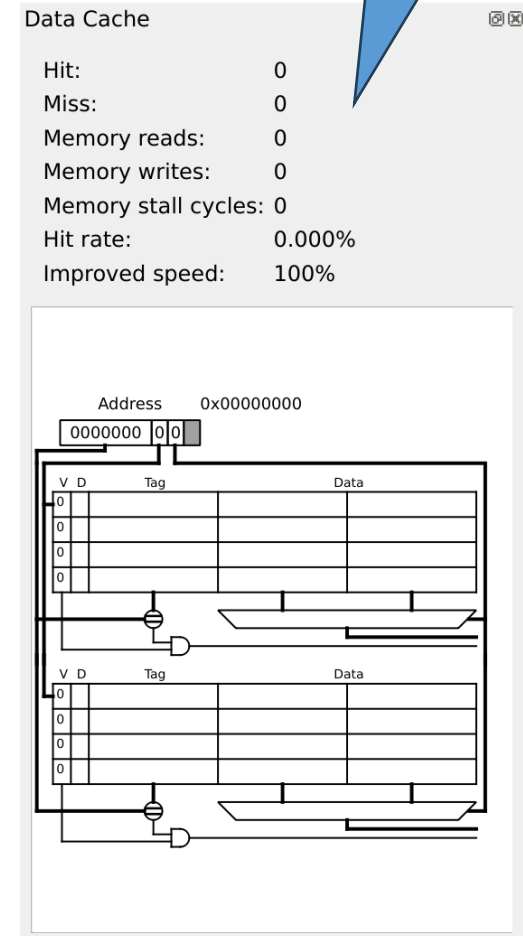 Data Cache
Hit: 0
Miss: 0
Memory reads: 0
Memory writes: 0
Memory stall cycles: 0
Hit rate: 0.000%
Improved speed: 100%
Address 0x00000000
0000000 0 0
V D Tag Data
0
0
0
0
V D Tag Data
0
0
0
0